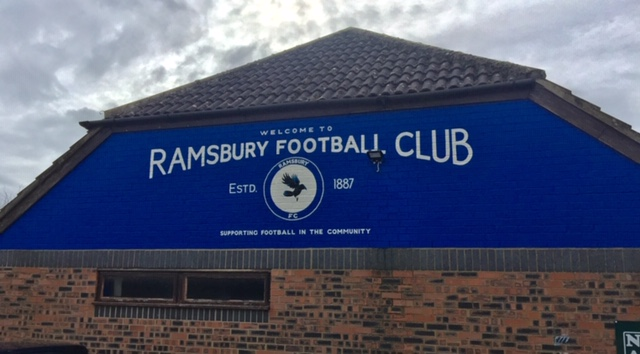 WELCOME TO
RAMSBURY FOOTBALL CLUB
ESTD. 1887
RAMSBURY
FC
SUPPORTING FOOTBALL IN THE COMMUNITY
N